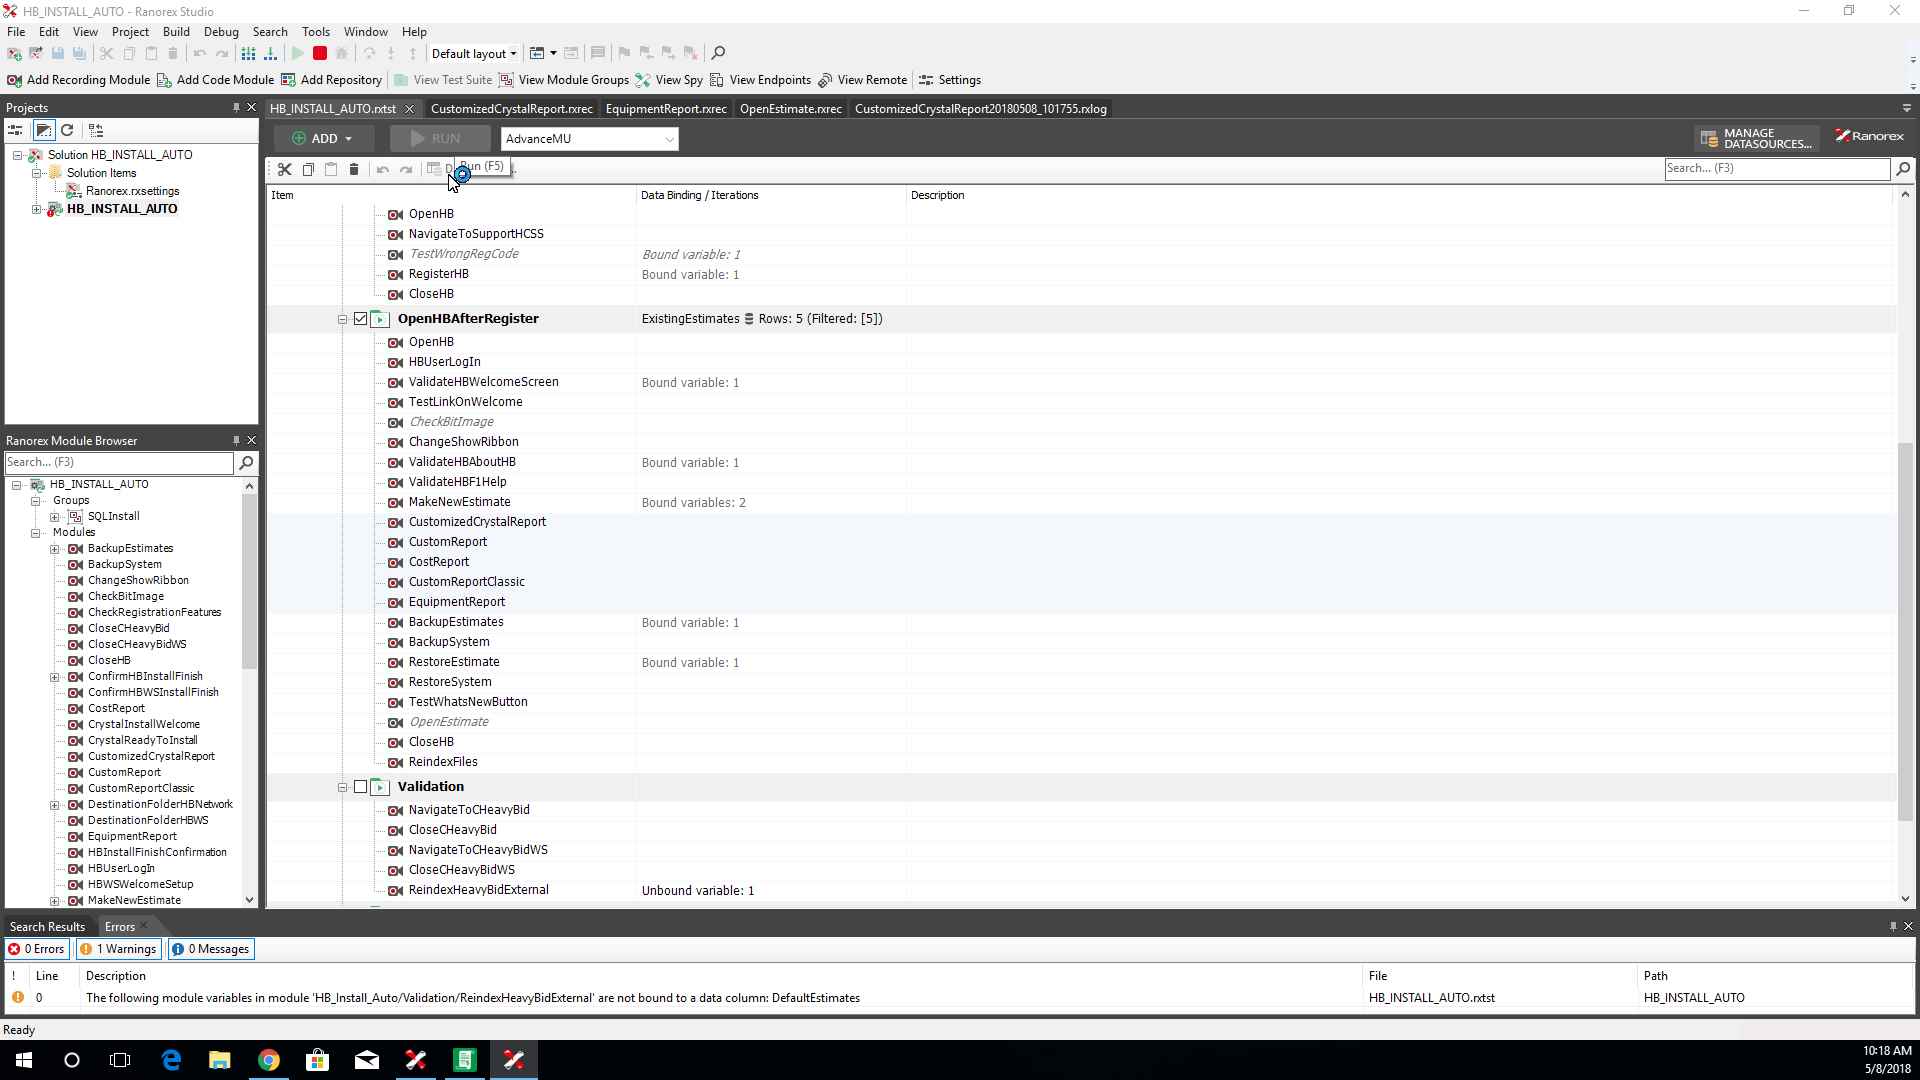 HB_INSTALL_AUTO - Ranorex Studio
File Edit View Project Build Debug Search Tools Window Help
Default layout
Add Recording Module Add Code Module Add Repository View Test Suite View Module Groups View Spy View Endpoints View Remote Settings
Projects
HB_INSTALL_AUTO.rxtst CustomizedCrystalReport.rxrec EquipmentReport.rxrec OpenEstimate.rxrec CustomizedCrystalReport20180508_101755.rxlog
ADD RUN AdvanceMU MANAGE DATASOURCES... Ranorex
Run (F5)
Search... (F3)
Solution HB_INSTALL_AUTO
Solution Items
Ranorex.rxsettings
HB_INSTALL_AUTO
Item Data Binding / Iterations Description
OpenHB
NavigateToSupportHCSS
TestWrongRegCode Bound variable: 1
RegisterHB Bound variable: 1
CloseHB
OpenHBAfterRegister ExistingEstimates Rows: 5 (Filtered: [5])
OpenHB
HBUserLogIn
ValidateHBWelcomeScreen Bound variable: 1
TestLinkOnWelcome
CheckBitImage
ChangeShowRibbon
ValidateHBAboutHB Bound variable: 1
ValidateHBF1Help
MakeNewEstimate Bound variables: 2
CustomizedCrystalReport
CustomReport
CostReport
CustomReportClassic
EquipmentReport
BackupEstimates Bound variable: 1
BackupSystem
RestoreEstimate Bound variable: 1
RestoreSystem
TestWhatsNewButton
OpenEstimate
CloseHB
ReindexFiles
Validation
NavigateToCHeavyBid
CloseCHeavyBid
NavigateToCHeavyBidWS
CloseCHeavyBidWS
ReindexHeavyBidExternal Unbound variable: 1
Ranorex Module Browser
Search... (F3)
HB_INSTALL_AUTO
Groups
SQLInstall
Modules
BackupEstimates
BackupSystem
ChangeShowRibbon
CheckBitImage
CheckRegistrationFeatures
CloseCHeavyBid
CloseCHeavyBidWS
CloseHB
ConfirmHBInstallFinish
ConfirmHBWSInstallFinish
CostReport
CrystalInstallWelcome
CrystalReadyToInstall
CustomizedCrystalReport
CustomReport
CustomReportClassic
DestinationFolderHBNetwork
DestinationFolderHBWS
EquipmentReport
HBInstallFinishConfirmation
HBUserLogIn
HBWSWelcomeSetup
MakeNewEstimate
Search Results Errors
0 Errors 1 Warnings 0 Messages
! Line Description File Path
0 The following module variables in module 'HB_Install_Auto/Validation/ReindexHeavyBidExternal' are not bound to a data column: DefaultEstimates HB_INSTALL_AUTO.rxtst HB_INSTALL_AUTO
Ready
10:18 AM
5/8/2018